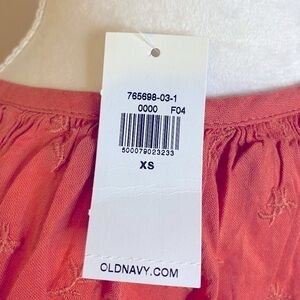 765698-03-1
0000 F04
500079023233
XS
OLDNAVY.COM